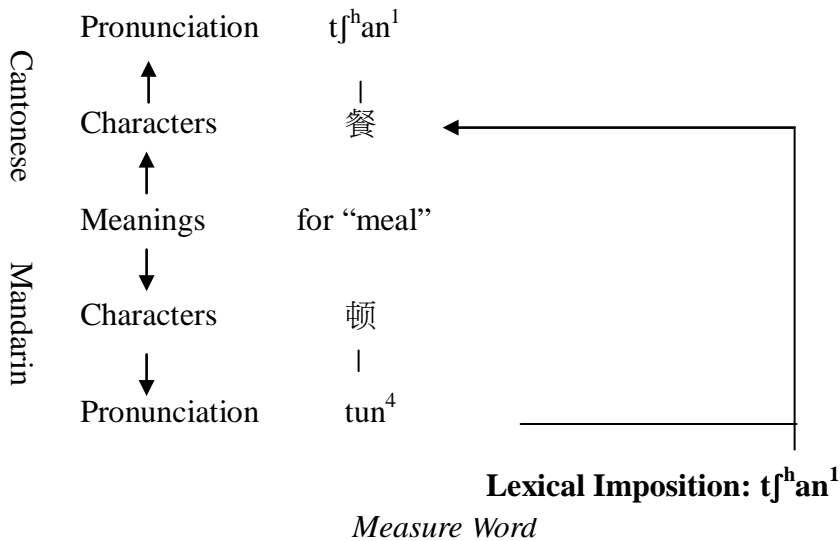 Pronunciation tʃʰan¹
Cantonese
Characters 餐
Meanings for “meal”
Mandarin
Characters 顿
Pronunciation tun⁴
Lexical Imposition: tʃʰan¹
Measure Word